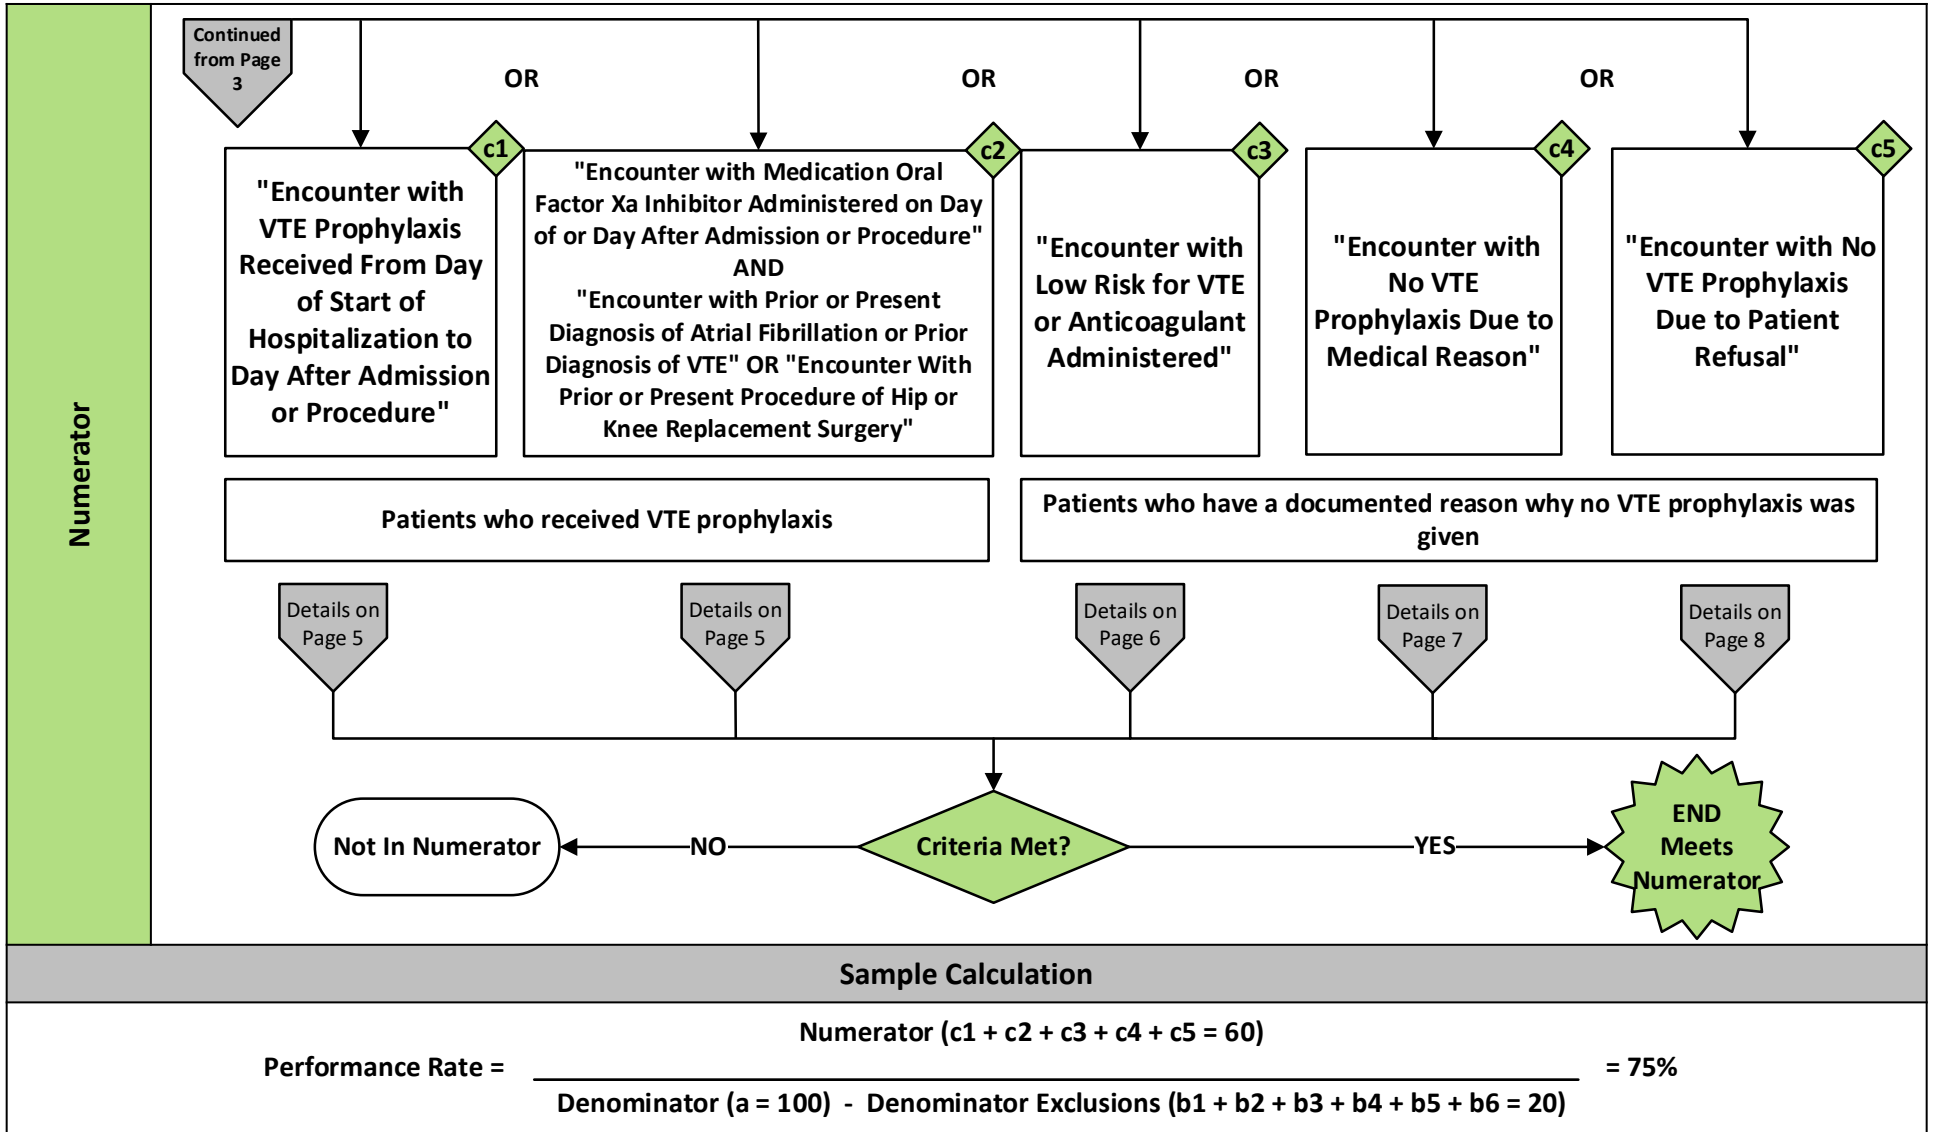 Continued
from Page
3
OR
OR
OR
OR
c1
c2
c3
c4
c5
"Encounter with
VTE Prophylaxis
Received From Day
of Start of
Hospitalization to
Day After Admission
or Procedure"
"Encounter with Medication Oral
Factor Xa Inhibitor Administered on Day
of or Day After Admission or Procedure"
AND
"Encounter with Prior or Present
Diagnosis of Atrial Fibrillation or Prior
Diagnosis of VTE" OR "Encounter With
Prior or Present Procedure of Hip or
Knee Replacement Surgery"
"Encounter with
Low Risk for VTE
or Anticoagulant
Administered"
"Encounter with
No VTE
Prophylaxis Due to
Medical Reason"
"Encounter with No
VTE Prophylaxis
Due to Patient
Refusal"
Numerator
Patients who received VTE prophylaxis
Patients who have a documented reason why no VTE prophylaxis was
given
Details on
Page 5
Details on
Page 5
Details on
Page 6
Details on
Page 7
Details on
Page 8
Not In Numerator
NO
Criteria Met?
YES
END
Meets
Numerator
Sample Calculation
Numerator (c1 + c2 + c3 + c4 + c5 = 60)
Performance Rate =
= 75%
Denominator (a = 100) - Denominator Exclusions (b1 + b2 + b3 + b4 + b5 + b6 = 20)